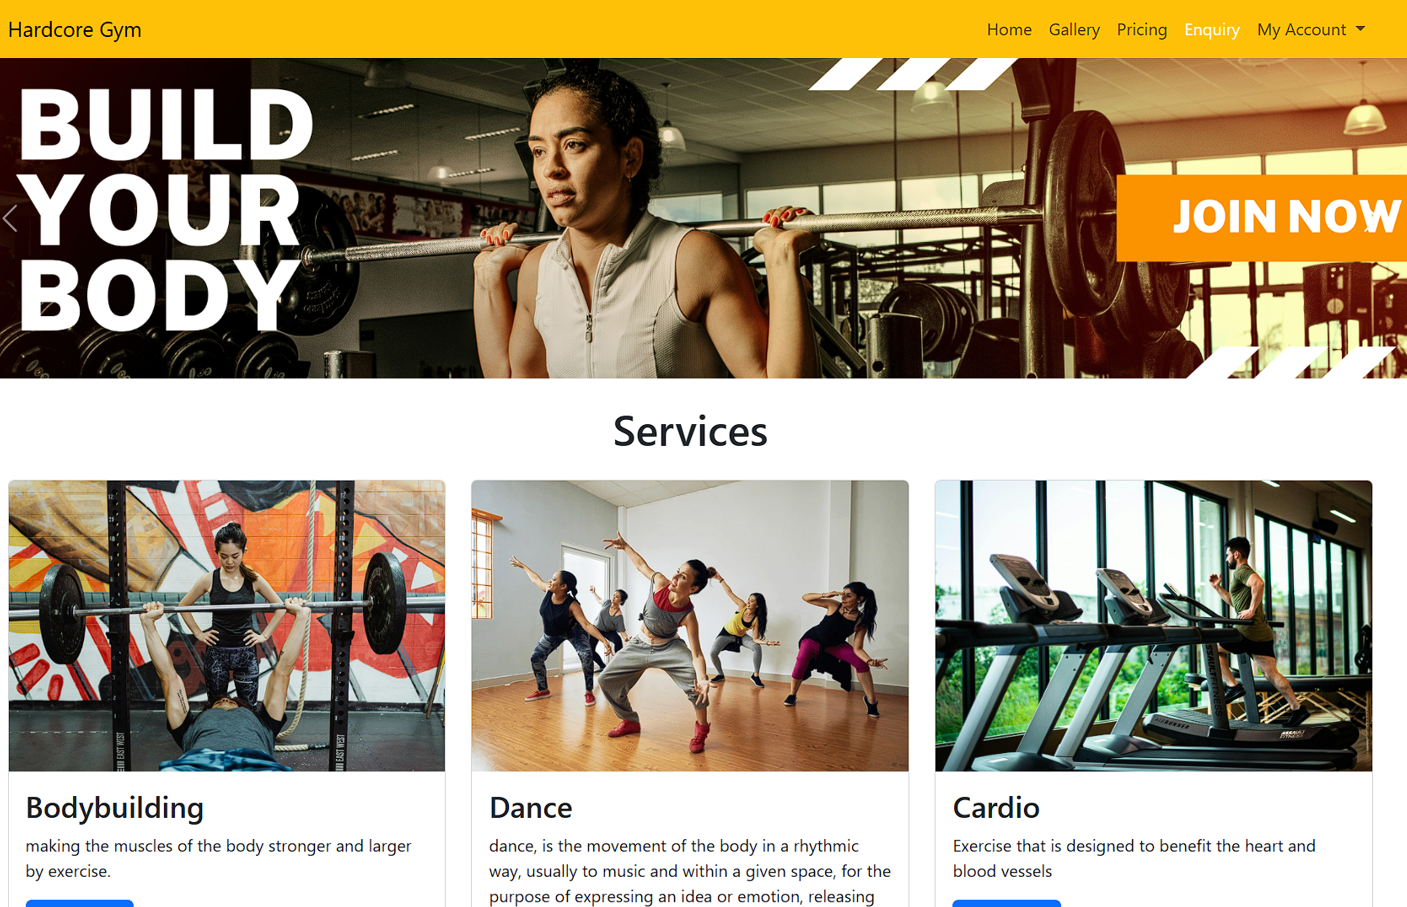 Hardcore Gym
Home Gallery Pricing Enquiry My Account
BUILD
YOUR
BODY
JOIN NOW
Services
Bodybuilding
making the muscles of the body stronger and larger
by exercise.
Dance
dance, is the movement of the body in a rhythmic
way, usually to music and within a given space, for the
purpose of expressing an idea or emotion, releasing
Cardio
Exercise that is designed to benefit the heart and
blood vessels